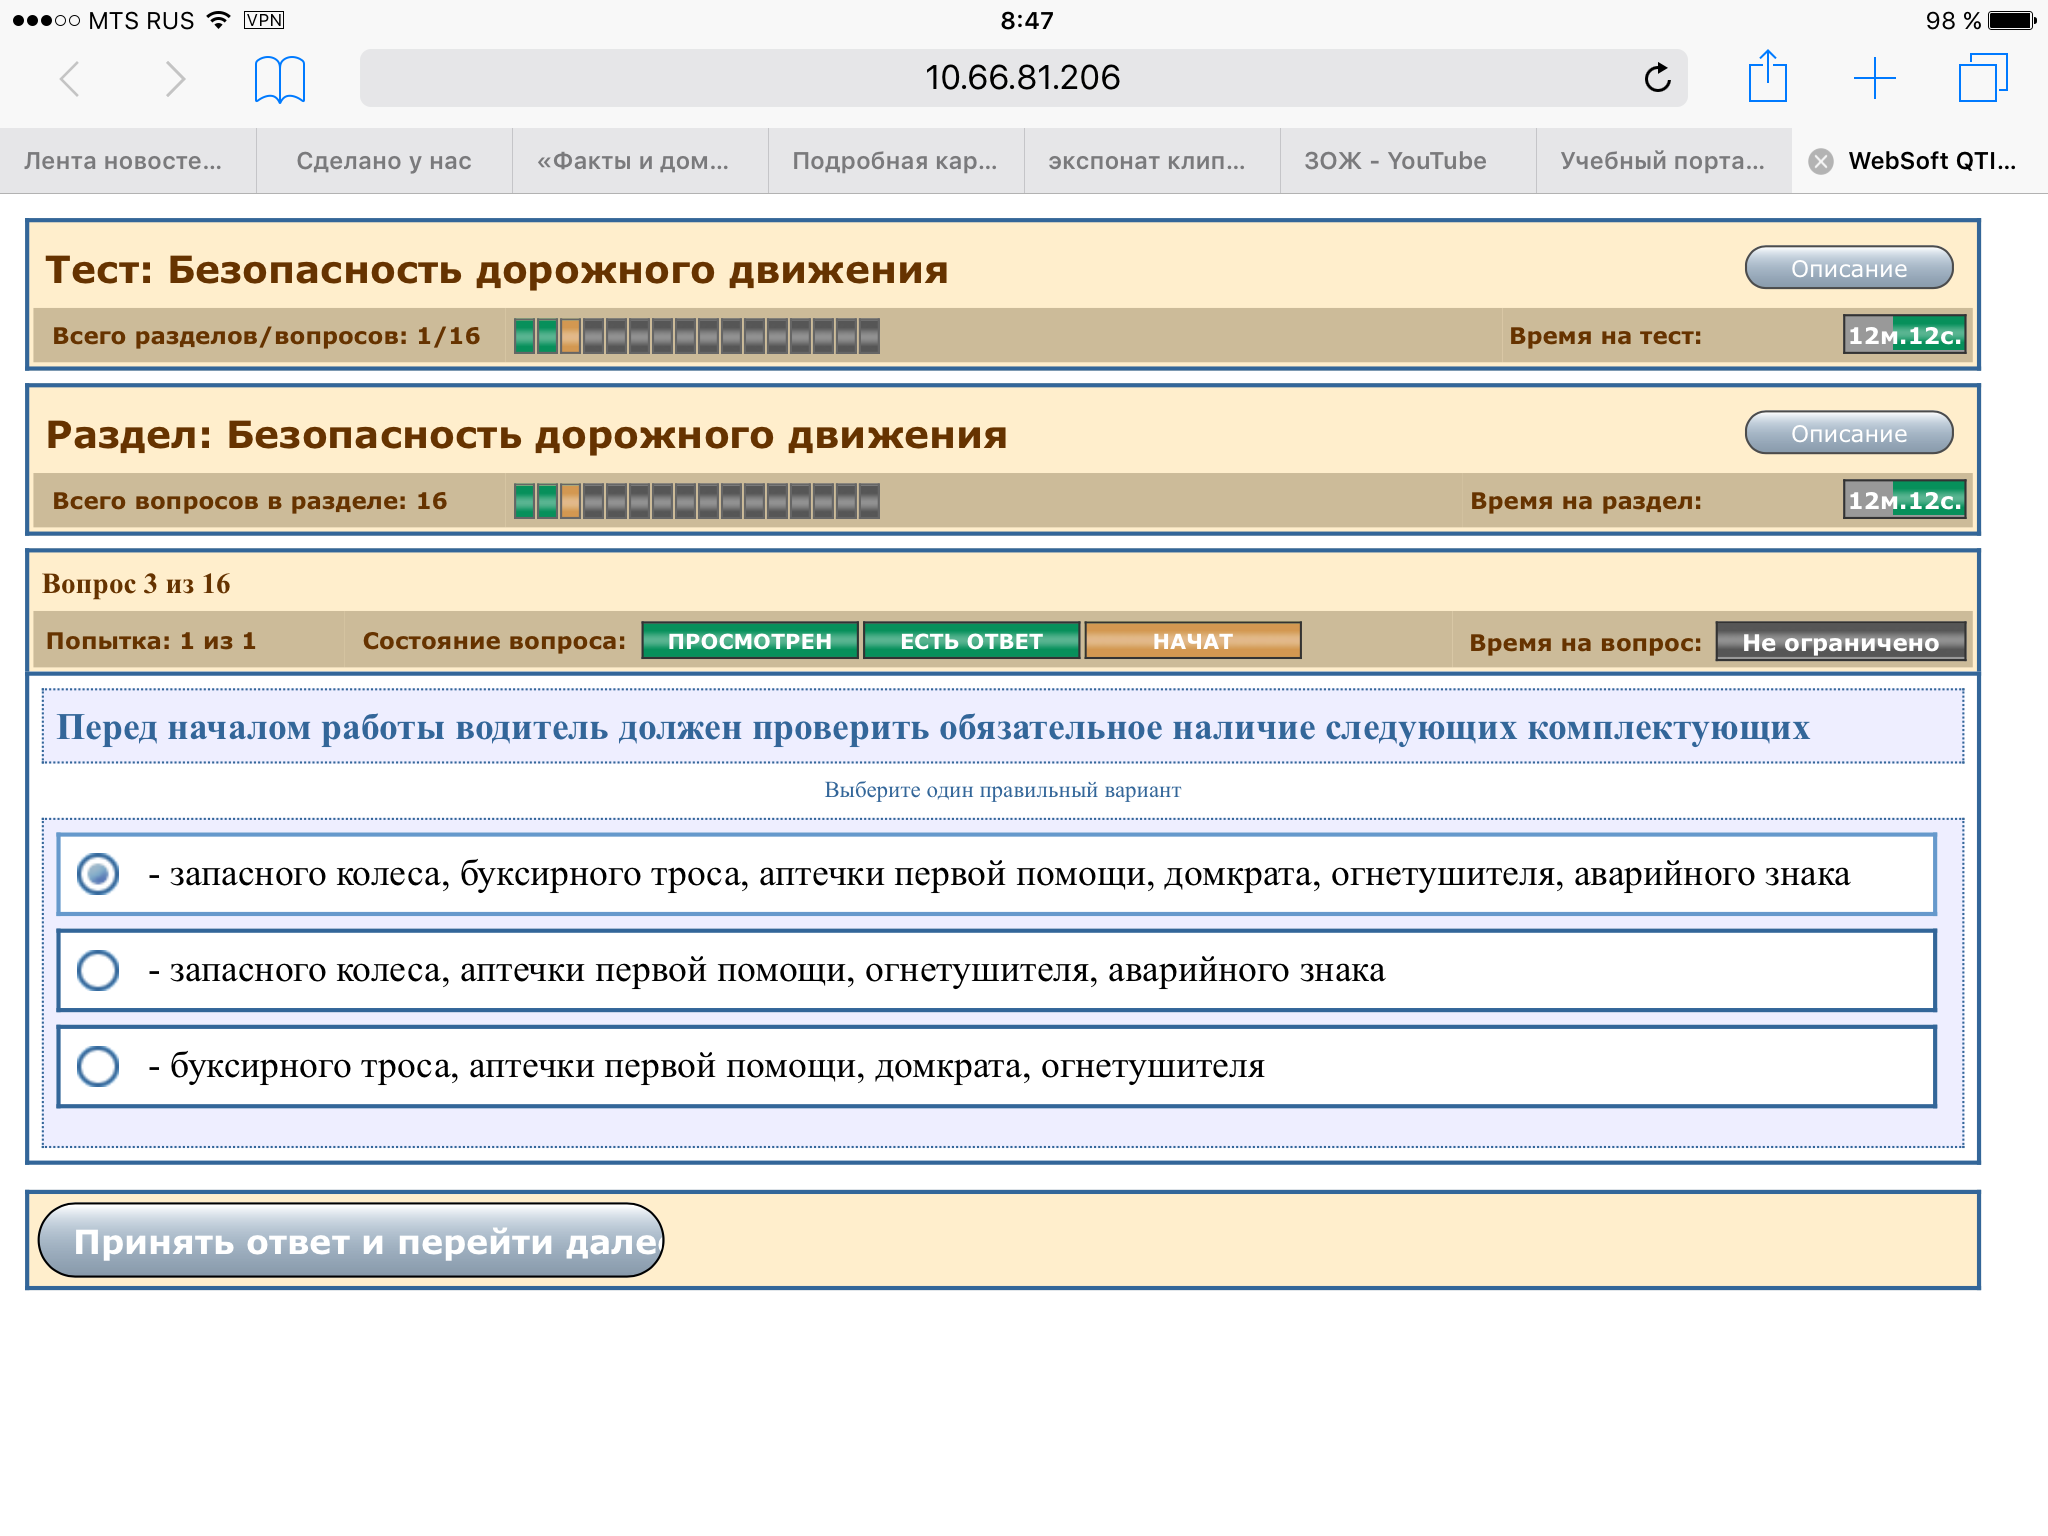 MTS RUS VPN 8:47 98 %
10.66.81.206
Лента новосте... Сделано у нас «Факты и дом... Подробная кар... экспонат клип... ЗОЖ - YouTube Учебный порта... WebSoft QTI...
Тест: Безопасность дорожного движения Описание
Всего разделов/вопросов: 1/16 Время на тест: 12м.12с.
Раздел: Безопасность дорожного движения Описание
Всего вопросов в разделе: 16 Время на раздел: 12м.12с.
Вопрос 3 из 16
Попытка: 1 из 1 Состояние вопроса: ПРОСМОТРЕН ЕСТЬ ОТВЕТ НАЧАТ Время на вопрос: Не ограничено
Перед началом работы водитель должен проверить обязательное наличие следующих комплектующих
Выберите один правильный вариант
- запасного колеса, буксирного троса, аптечки первой помощи, домкрата, огнетушителя, аварийного знака
- запасного колеса, аптечки первой помощи, огнетушителя, аварийного знака
- буксирного троса, аптечки первой помощи, домкрата, огнетушителя
Принять ответ и перейти дале